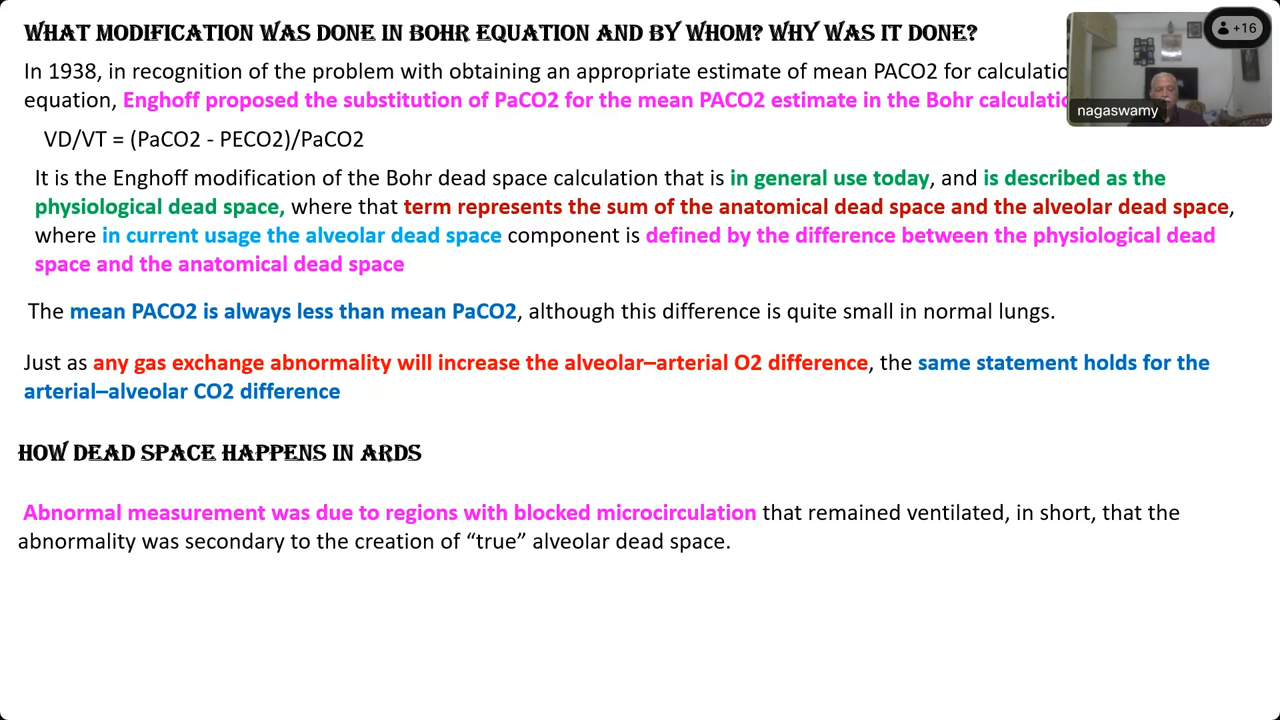 WHAT MODIFICATION WAS DONE IN BOHR EQUATION AND BY WHOM? WHY WAS IT DONE?
+16
In 1938, in recognition of the problem with obtaining an appropriate estimate of mean PACO2 for calculatio
equation, Enghoff proposed the substitution of PaCO2 for the mean PACO2 estimate in the Bohr calculatio
nagaswamy
VD/VT = (PaCO2 - PECO2)/PaCO2
It is the Enghoff modification of the Bohr dead space calculation that is in general use today, and is described as the
physiological dead space, where that term represents the sum of the anatomical dead space and the alveolar dead space,
where in current usage the alveolar dead space component is defined by the difference between the physiological dead
space and the anatomical dead space
The mean PACO2 is always less than mean PaCO2, although this difference is quite small in normal lungs.
Just as any gas exchange abnormality will increase the alveolar–arterial O2 difference, the same statement holds for the
arterial–alveolar CO2 difference
HOW DEAD SPACE HAPPENS IN ARDS
Abnormal measurement was due to regions with blocked microcirculation that remained ventilated, in short, that the
abnormality was secondary to the creation of “true” alveolar dead space.